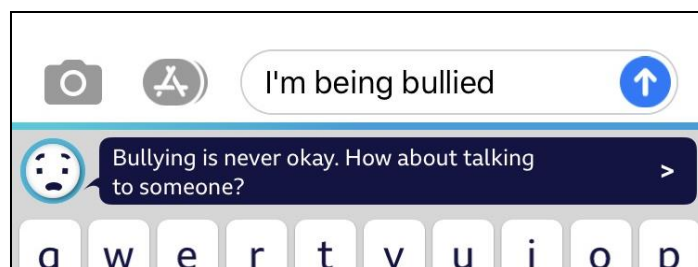 I'm being bullied
Bullying is never okay. How about talking
to someone?
>
q w e r t y u i o p